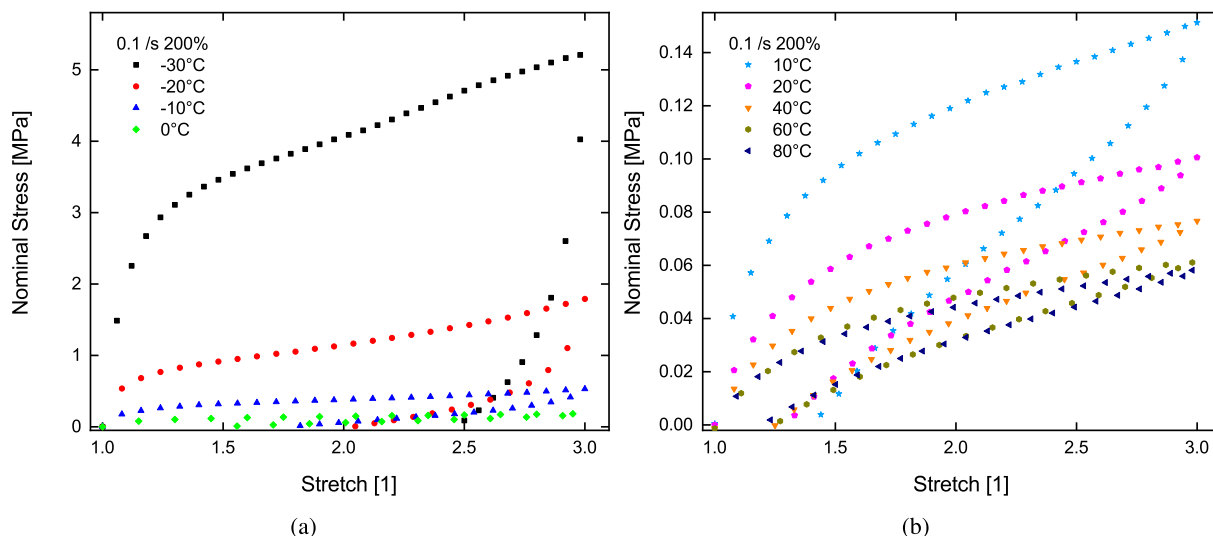 0.1 /s 200%
-30°C
-20°C
-10°C
0°C
5
4
3
2
1
0
Nominal Stress [MPa]
1.0
1.5
2.0
2.5
3.0
Stretch [1]
(a)
0.1 /s 200%
10°C
20°C
40°C
60°C
80°C
0.14
0.12
0.10
0.08
0.06
0.04
0.02
0.00
Nominal Stress [MPa]
1.0
1.5
2.0
2.5
3.0
Stretch [1]
(b)